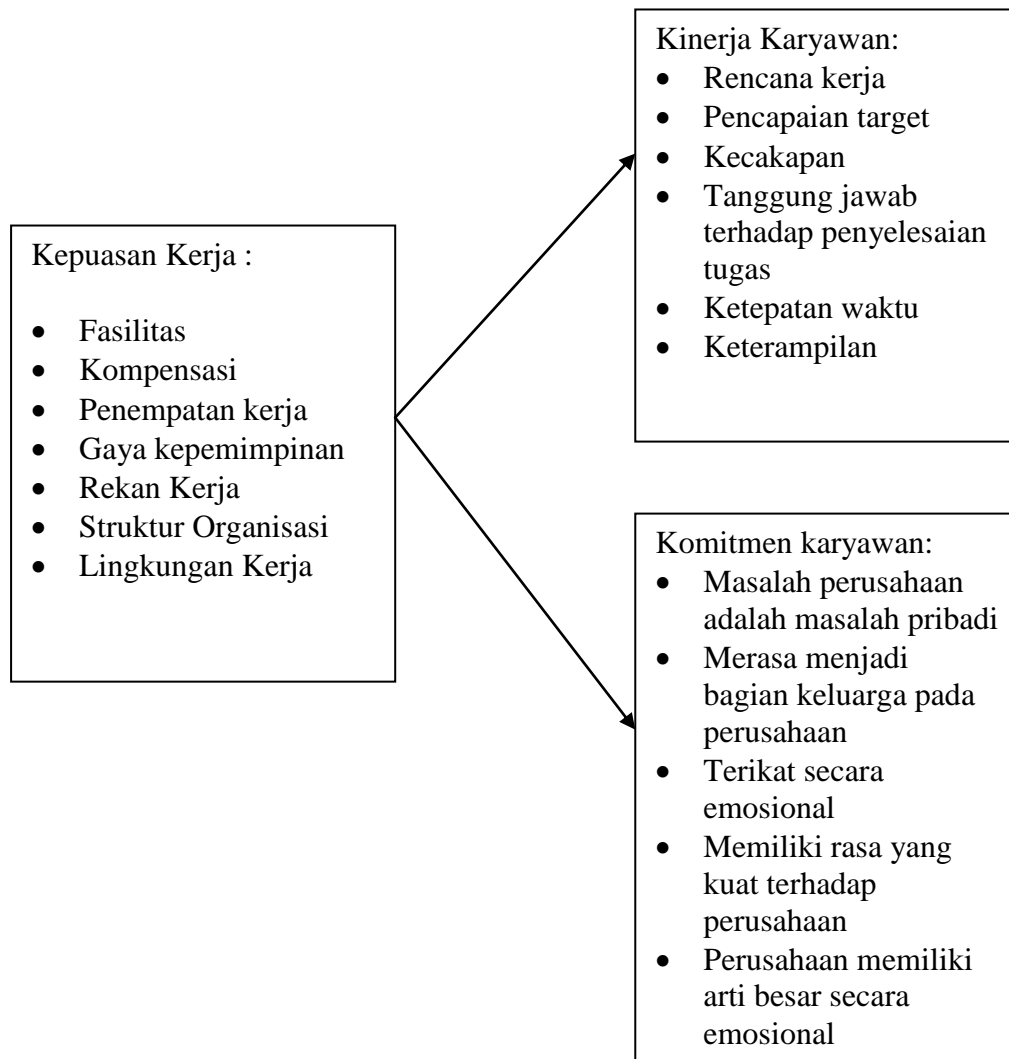 Kepuasan Kerja :
• Fasilitas
• Kompensasi
• Penempatan kerja
• Gaya kepemimpinan
• Rekan Kerja
• Struktur Organisasi
• Lingkungan Kerja
Kinerja Karyawan:
• Rencana kerja
• Pencapaian target
• Kecakapan
• Tanggung jawab
terhadap penyelesaian
tugas
• Ketepatan waktu
• Keterampilan
Komitmen karyawan:
• Masalah perusahaan
adalah masalah pribadi
• Merasa menjadi
bagian keluarga pada
perusahaan
• Terikat secara
emosional
• Memiliki rasa yang
kuat terhadap
perusahaan
• Perusahaan memiliki
arti besar secara
emosional